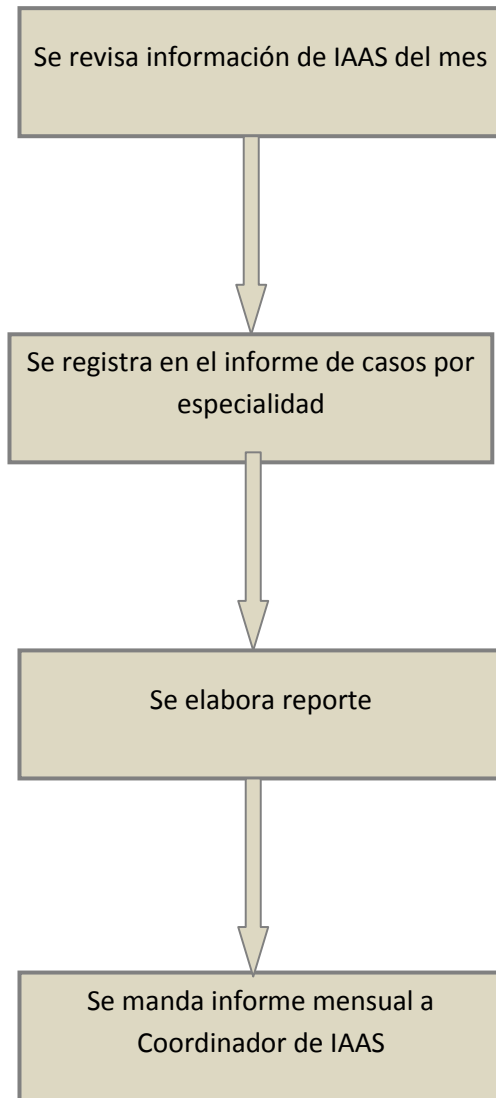 Se revisa información de IAAS del mes
Se registra en el informe de casos por
especialidad
Se elabora reporte
Se manda informe mensual a
Coordinador de IAAS